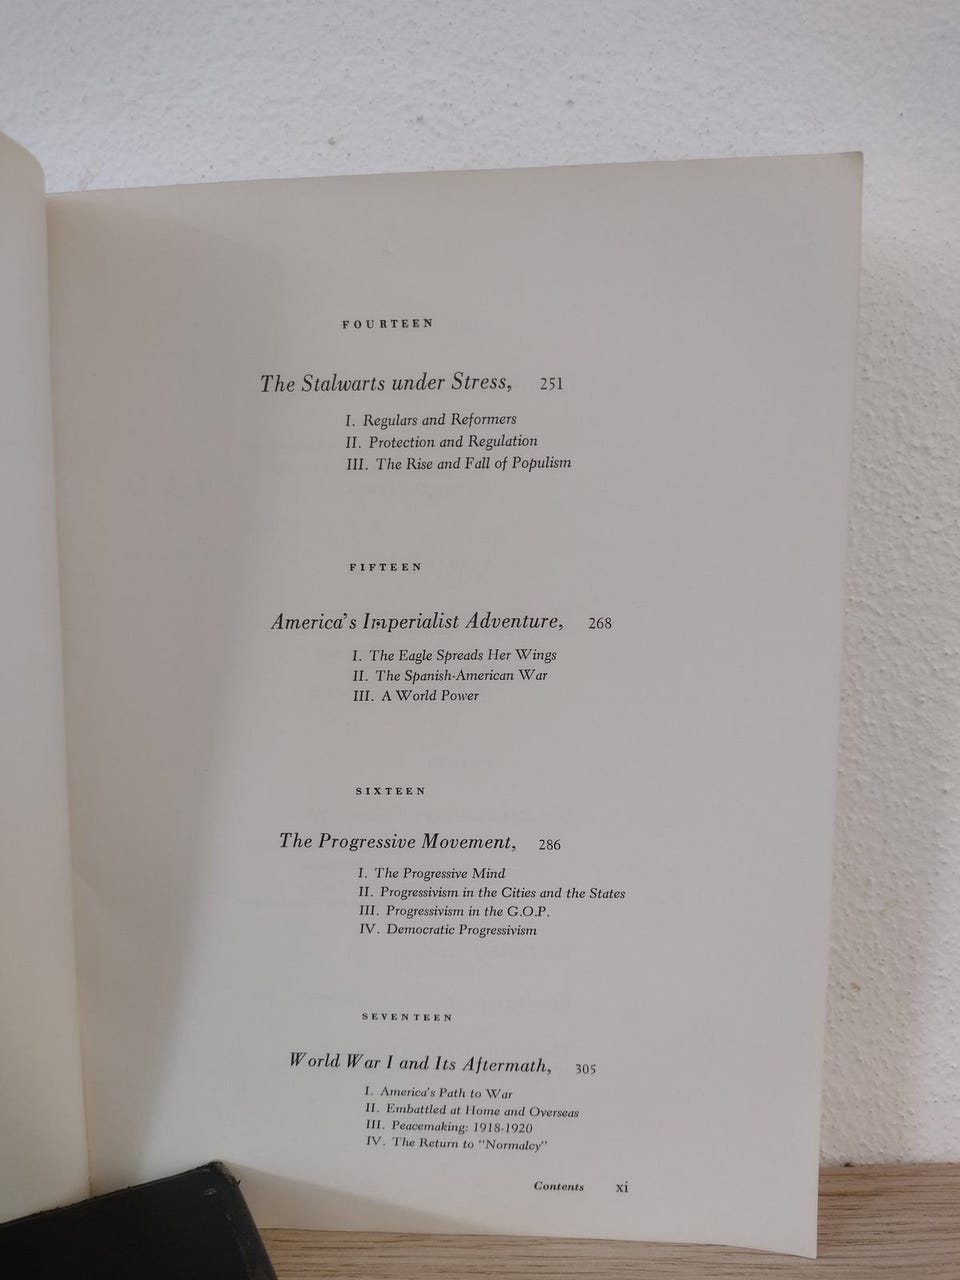 FOURTEEN
The Stalwarts under Stress, 251
I. Regulars and Reformers
II. Protection and Regulation
III. The Rise and Fall of Populism
FIFTEEN
America's Imperialist Adventure, 268
I. The Eagle Spreads Her Wings
II. The Spanish-American War
III. A World Power
SIXTEEN
The Progressive Movement, 286
I. The Progressive Mind
II. Progressivism in the Cities and the States
III. Progressivism in the G.O.P.
IV. Democratic Progressivism
SEVENTEEN
World War I and Its Aftermath, 305
I. America's Path to War
II. Embattled at Home and Overseas
III. Peacemaking: 1918-1920
IV. The Return to "Normalcy"
Contents xi